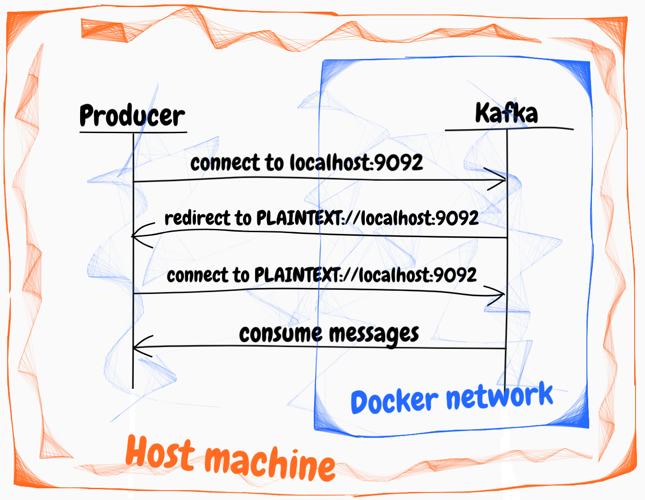 Producer
Kafka
connect to localhost:9092
redirect to PLAINTEXT://localhost:9092
connect to PLAINTEXT://localhost:9092
consume messages
Docker network
Host machine